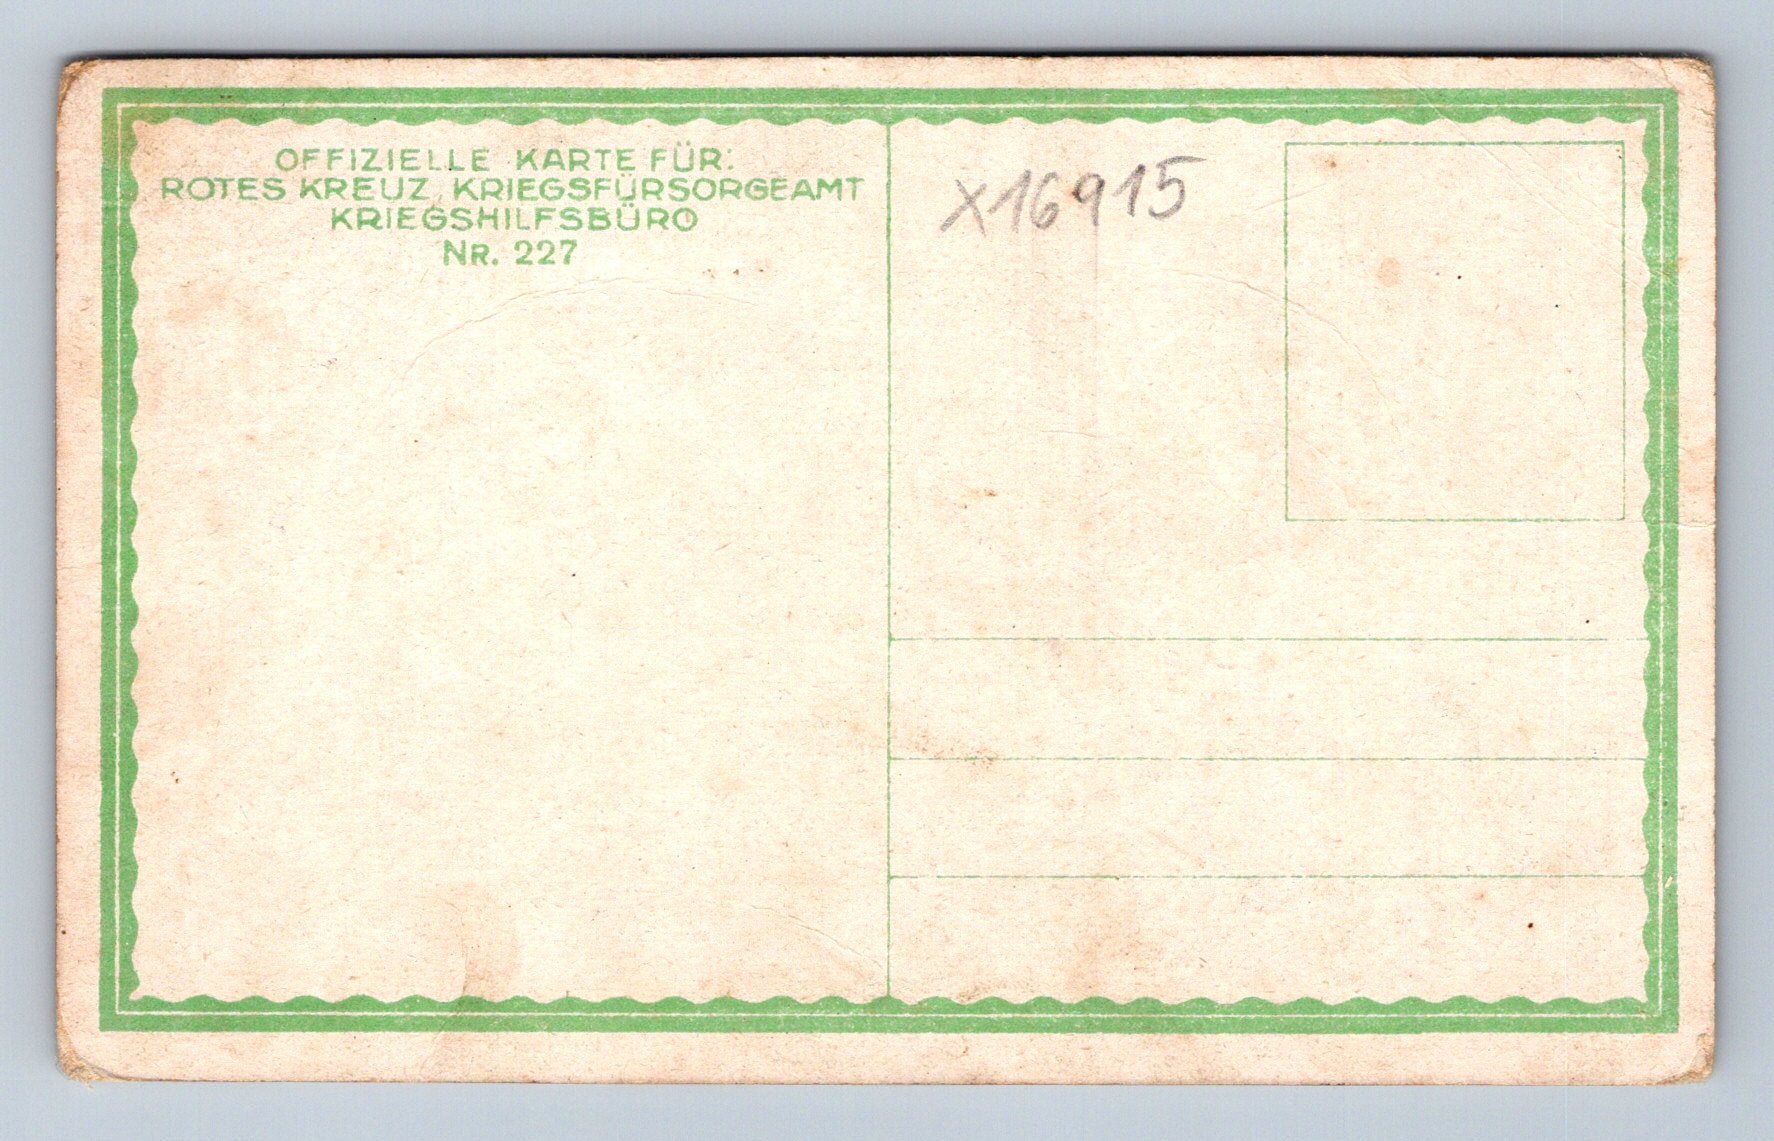 OFFIZIELLE KARTE FÜR:
ROTES KREUZ, KRIEGSFÜRSORGEAMT
KRIEGSHILFSBÜRO
NR. 227
X16915